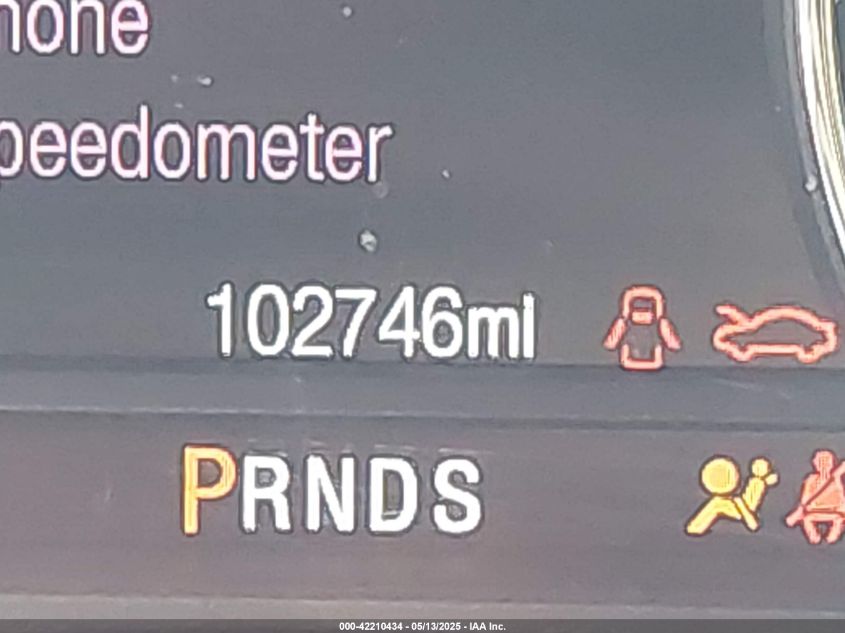 hone
peedometer
102746mi
PRNDS
000-42210434 - 05/13/2025 - IAA Inc.